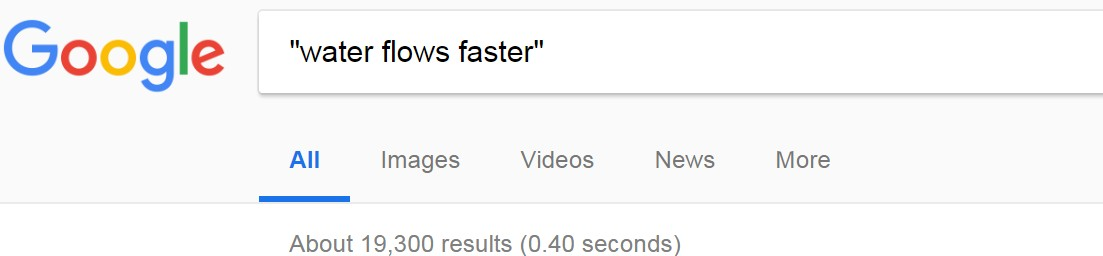 Google
"water flows faster"
All Images Videos News More
About 19,300 results (0.40 seconds)